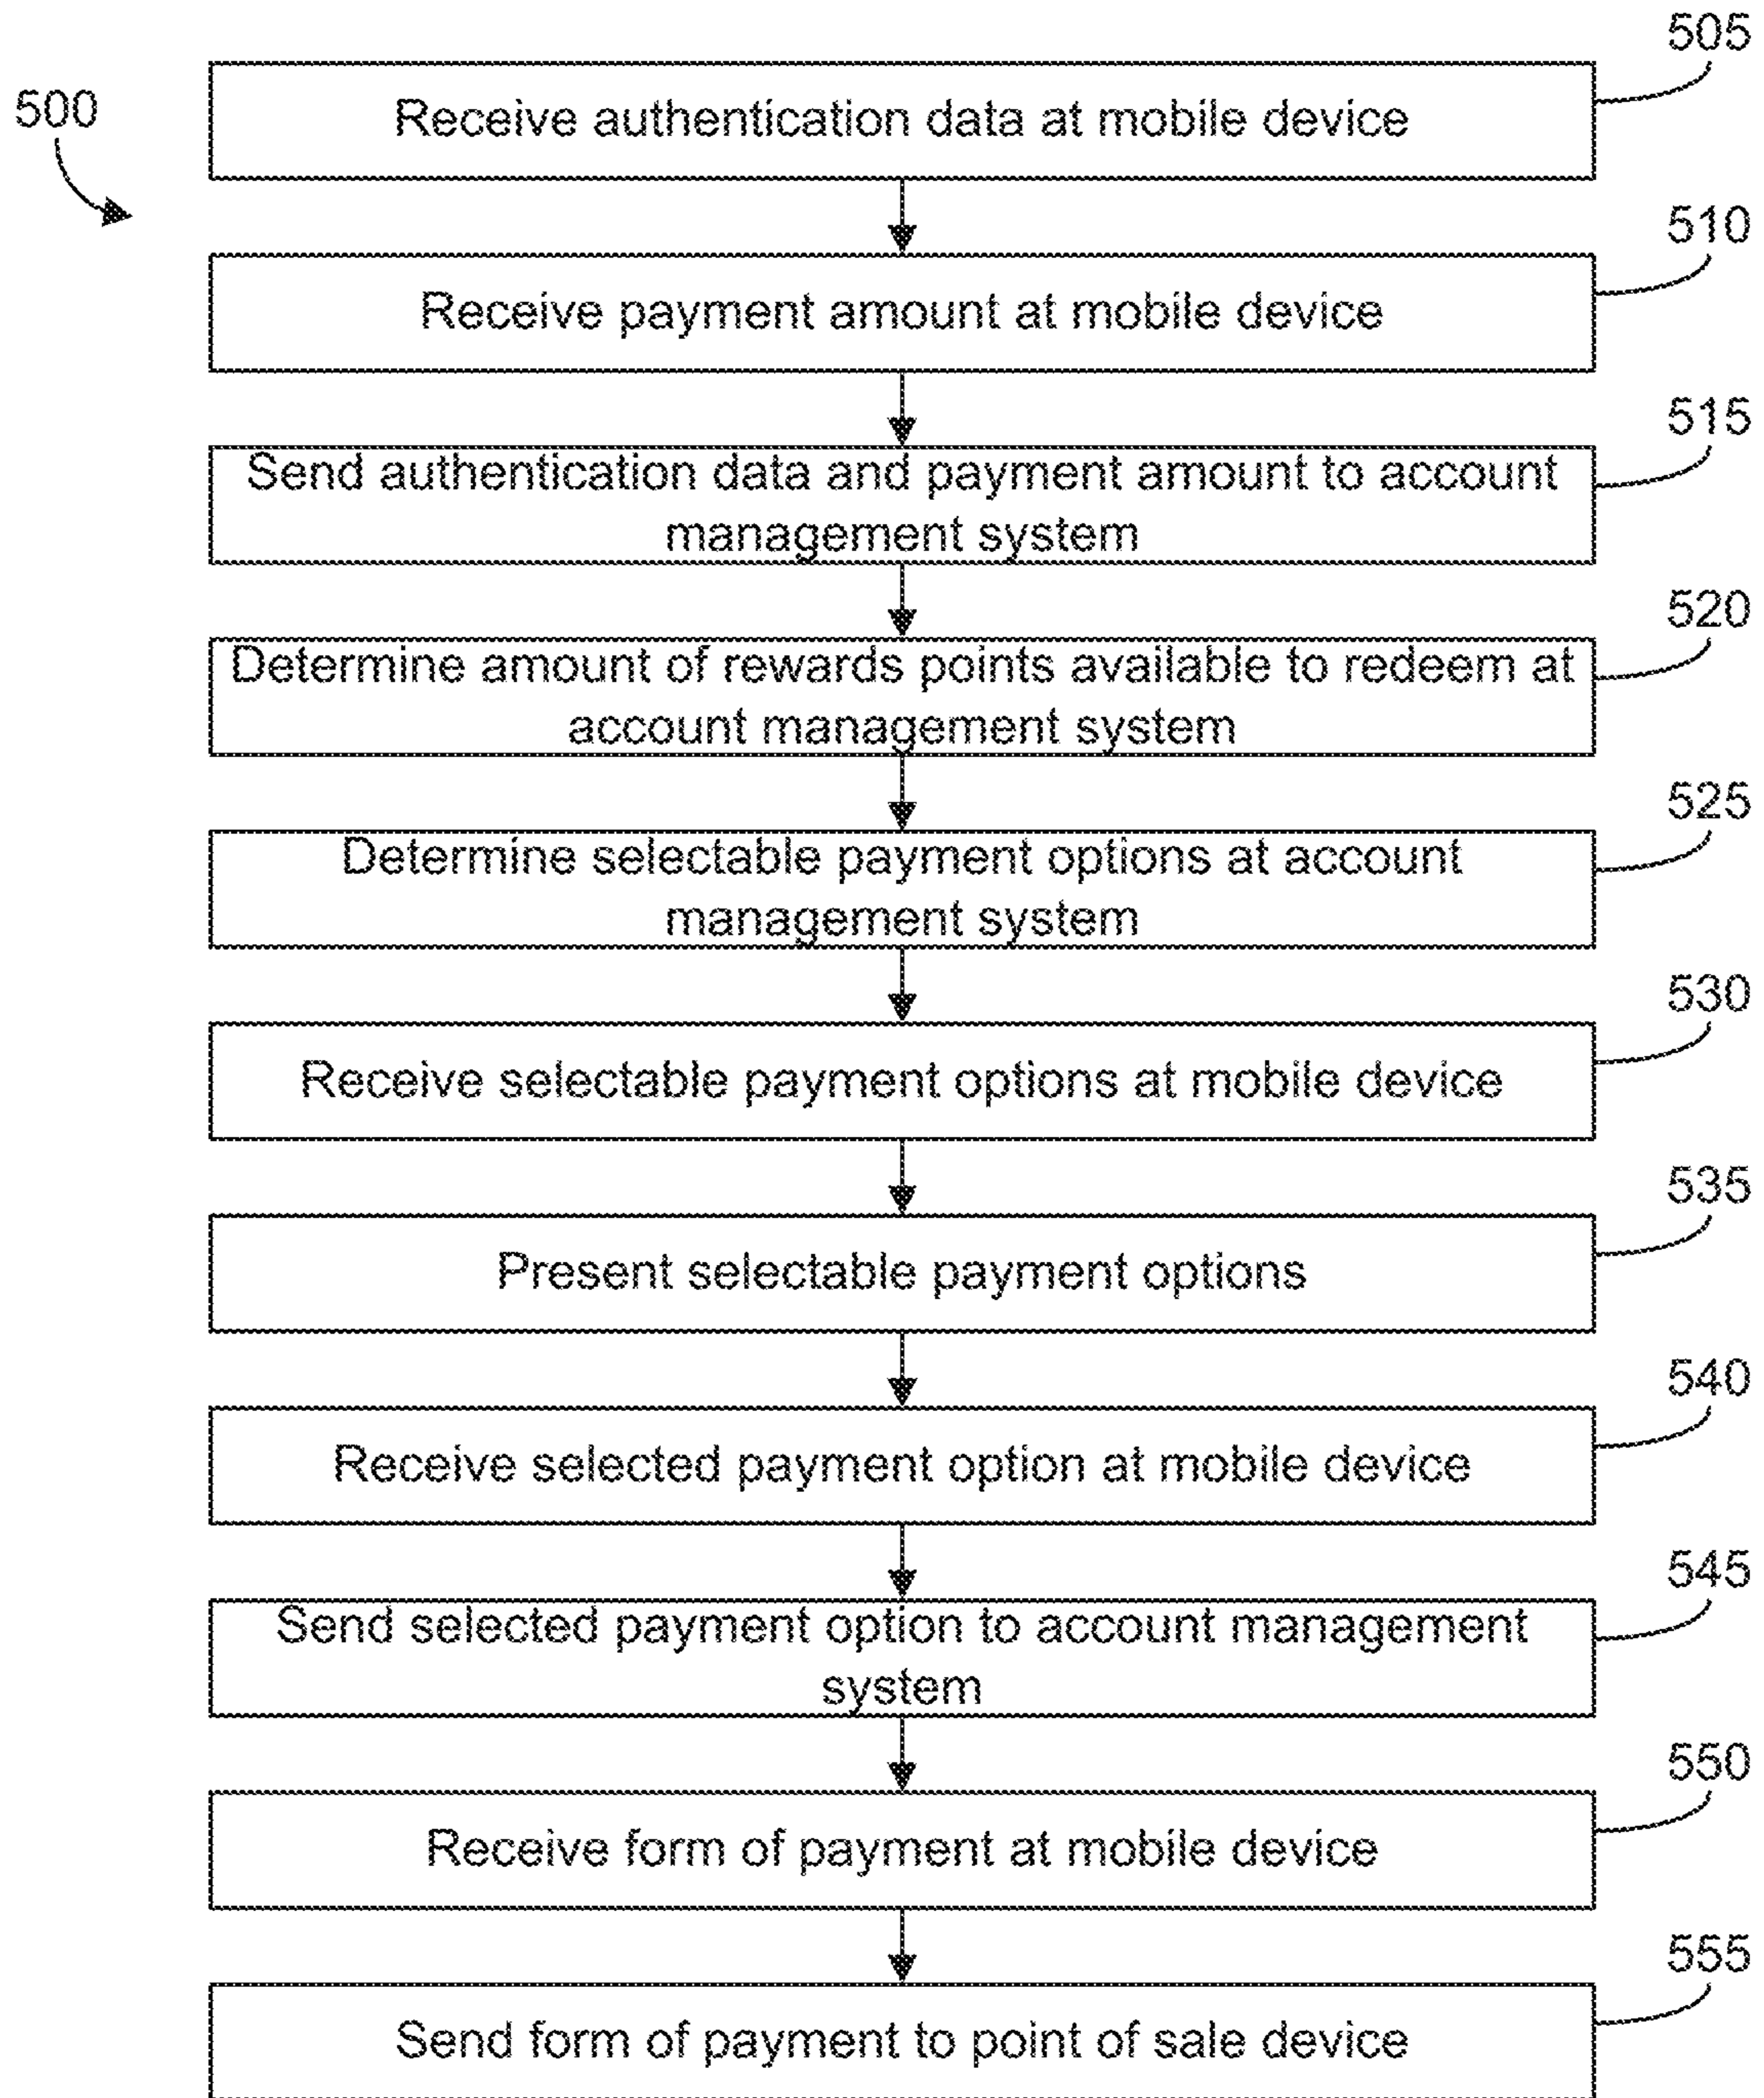 505
500
Receive authentication data at mobile device
510
Receive payment amount at mobile device
515
Send authentication data and payment amount to account
management system
520
Determine amount of rewards points available to redeem at
account management system
525
Determine selectable payment options at account
management system
530
Receive selectable payment options at mobile device
535
Present selectable payment options
540
Receive selected payment option at mobile device
545
Send selected payment option to account management
system
550
Receive form of payment at mobile device
555
Send form of payment to point of sale device